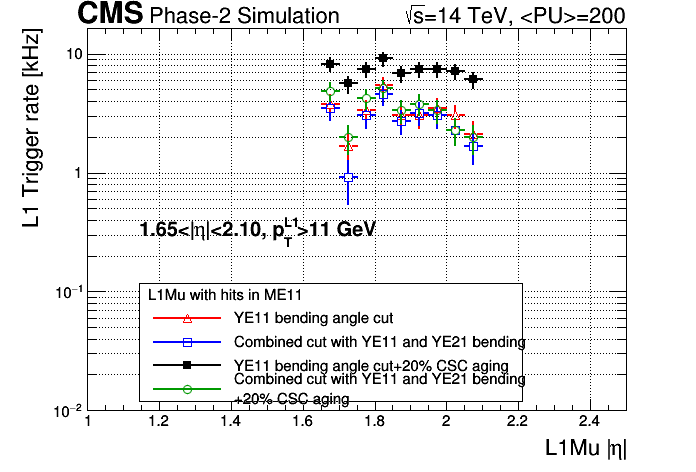 CMS Phase-2 Simulation √s=14 TeV, <PU>=200
L1 Trigger rate [kHz]
10
1
10⁻¹
10⁻²
1.65<|η|<2.10, p_T^L1>11 GeV
L1Mu with hits in ME11
YE11 bending angle cut
Combined cut with YE11 and YE21 bending
YE11 bending angle cut+20% CSC aging
Combined cut with YE11 and YE21 bending
+20% CSC aging
1 1.2 1.4 1.6 1.8 2 2.2 2.4
L1Mu |η|